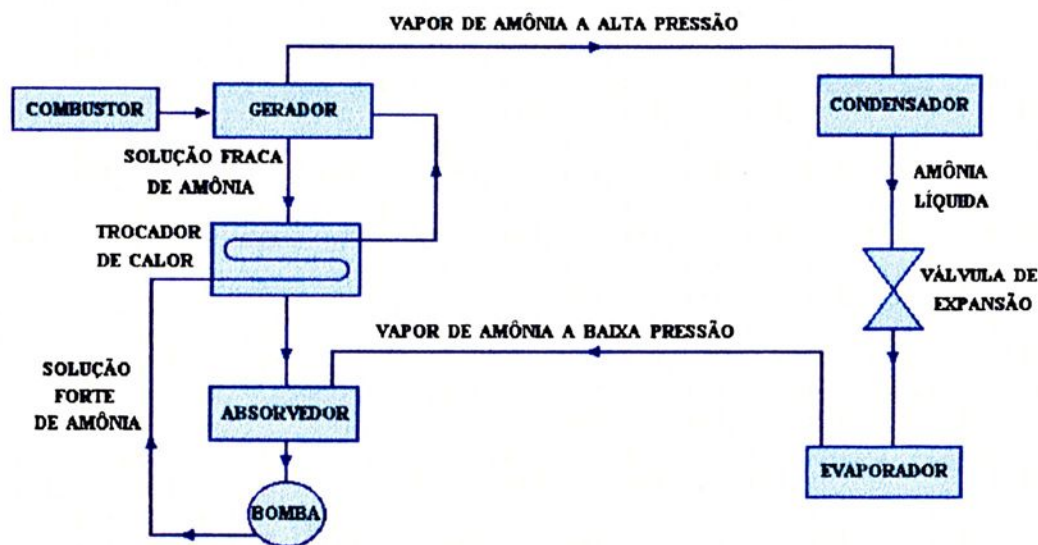 VAPOR DE AMÔNIA A ALTA PRESSÃO
COMBUSTOR
GERADOR
CONDENSADOR
SOLUÇÃO FRACA
DE AMÔNIA
AMÔNIA
LÍQUIDA
TROCADOR
DE CALOR
VÁLVULA DE
EXPANSÃO
VAPOR DE AMÔNIA A BAIXA PRESSÃO
SOLUÇÃO
FORTE
DE AMÔNIA
ABSORVEDOR
EVAPORADOR
BOMBA